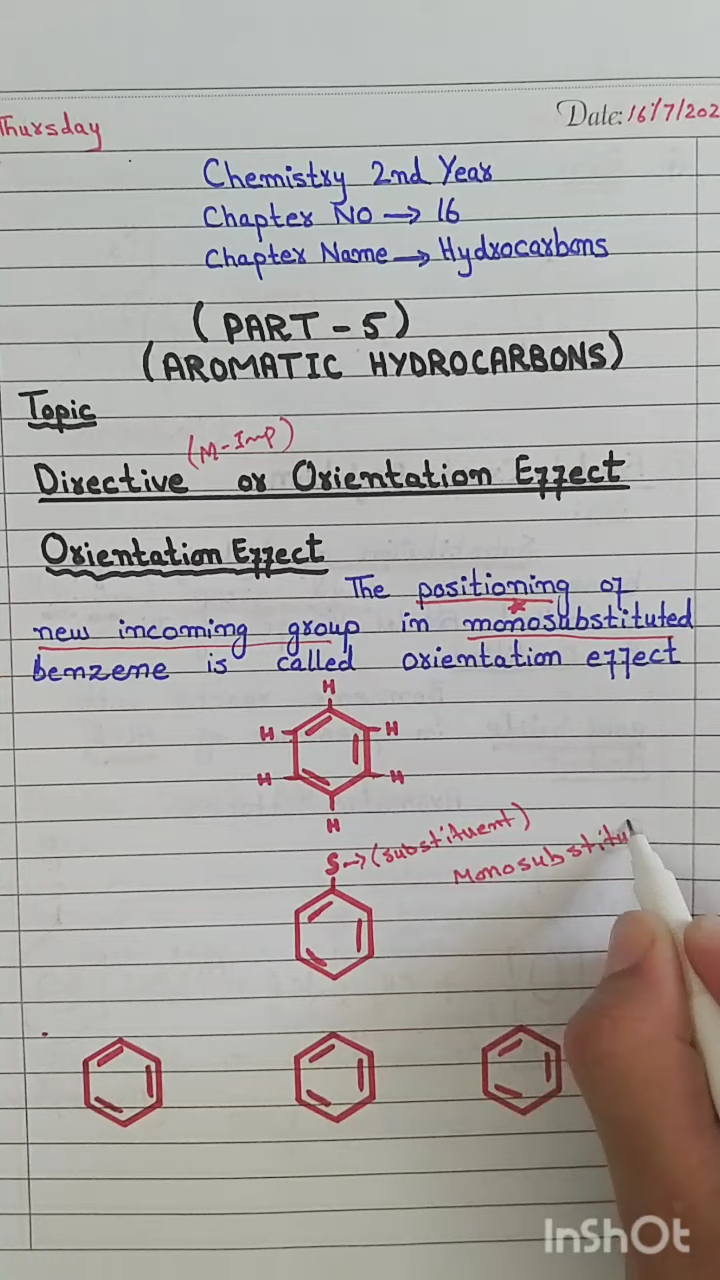 Thursday
Date: 16/7/202
Chemistry 2nd Year
Chapter No → 16
Chapter Name → Hydrocarbons
(PART - 5)
(AROMATIC HYDROCARBONS)
Topic
(M-Imp)
Directive or Orientation Effect
Orientation Effect
The positioning of
new incoming group in monosubstituted
benzene is called orientation effect
H
H H
H H
H
S → (substituent)
Monosubstitu
InShOt